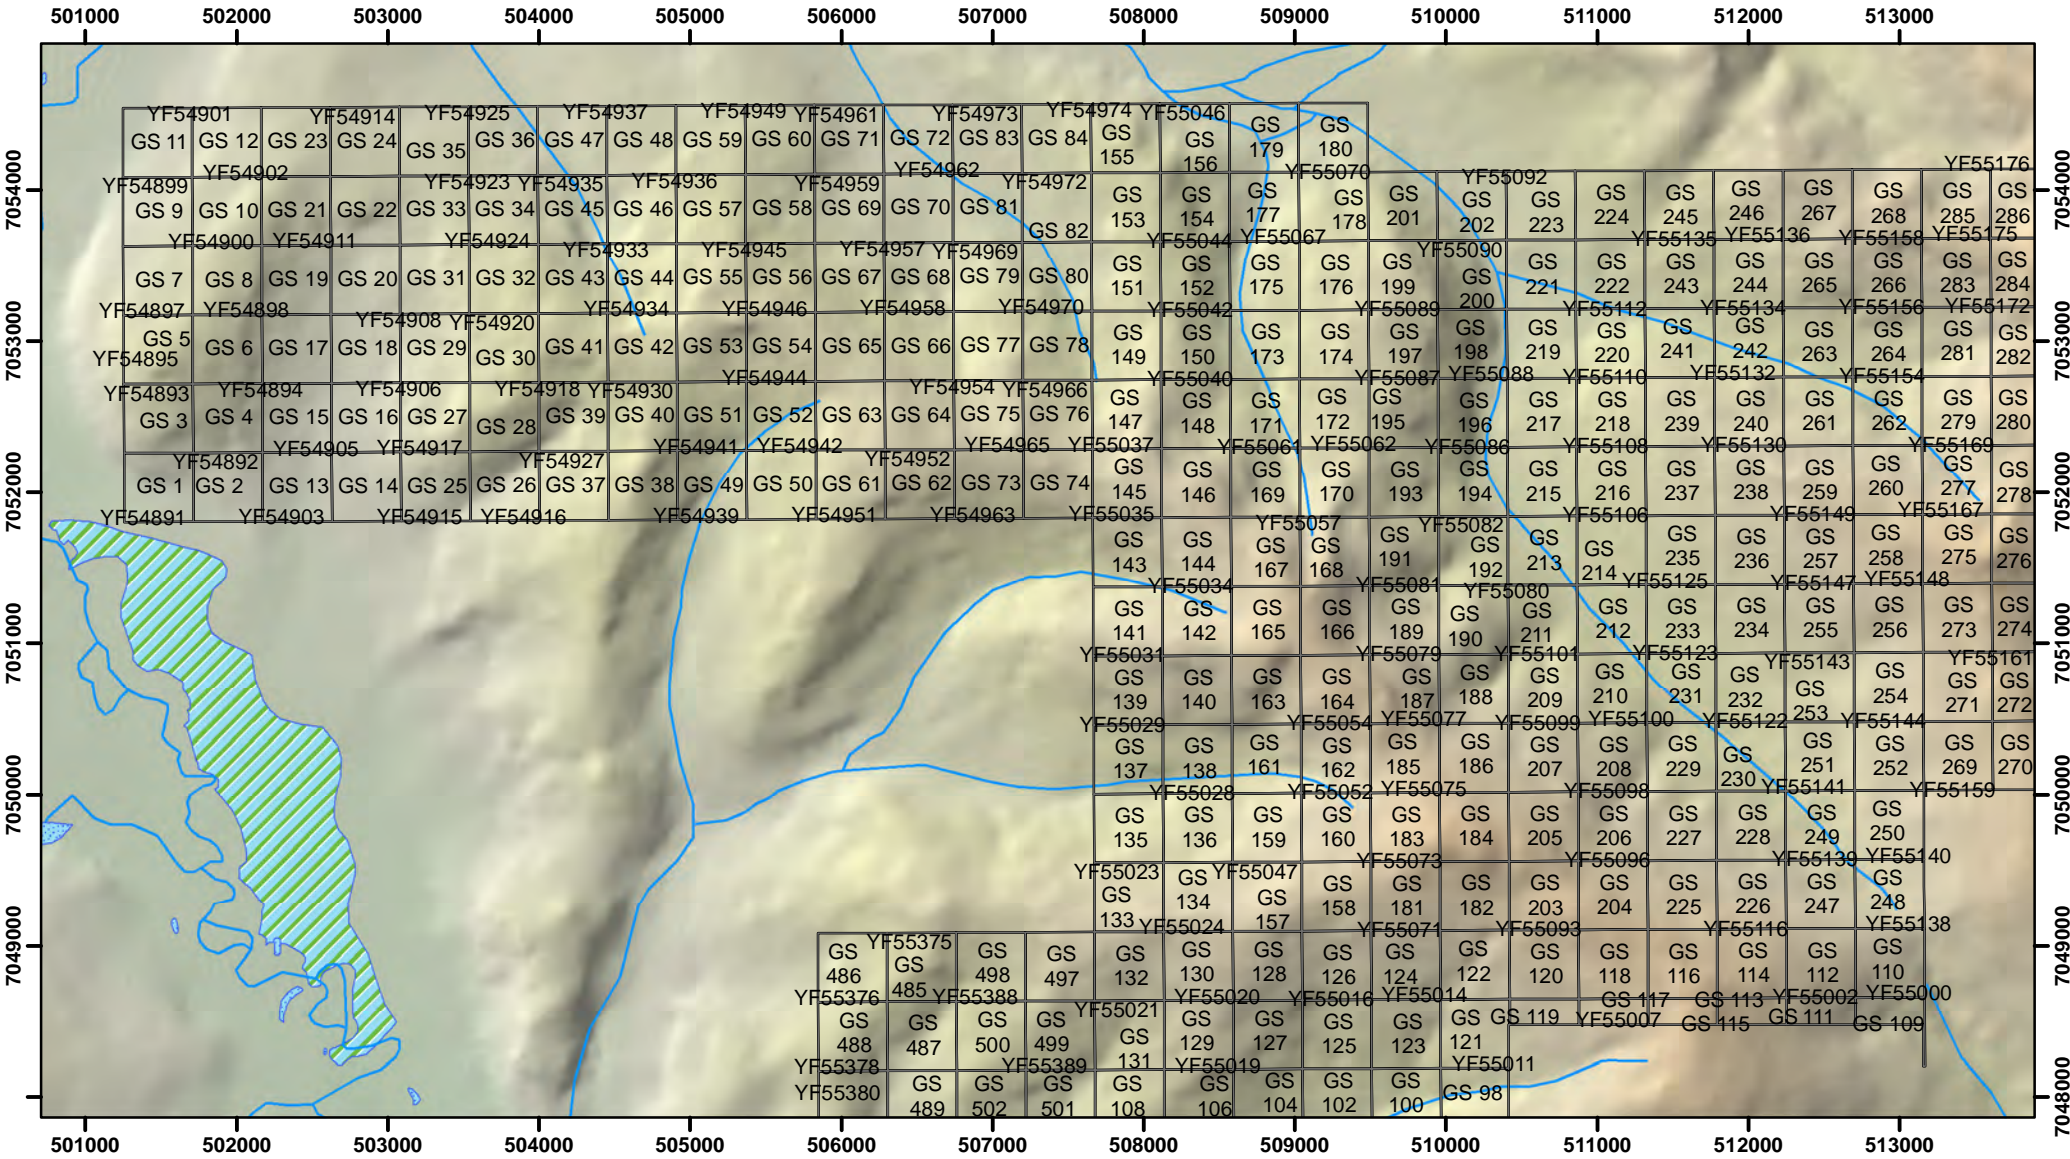 501000 502000 503000 504000 505000 506000 507000 508000 509000 510000 511000 512000 513000
YF54901 YF54914 YF54925 YF54937 YF54949 YF54961 YF54973 YF54974 YF55046
GS 11 GS 12 GS 23 GS 24 GS 35 GS 36 GS 47 GS 48 GS 59 GS 60 GS 71 GS 72 GS 83 GS 84 GS 155 GS 156 GS 179 GS 180
YF54902 YF54962 YF55070 YF55176
7054000 7054000
YF54899 YF54923 YF54935 YF54936 YF54959 YF54972 YF55092
GS 9 GS 10 GS 21 GS 22 GS 33 GS 34 GS 45 GS 46 GS 57 GS 58 GS 69 GS 70 GS 81 GS 82 GS 153 GS 154 GS 177 GS 178 GS 201 GS 202 GS 223 GS 224 GS 245 GS 246 GS 267 GS 268 GS 285 GS 286
YF54900 YF54911 YF54924 YF54933 YF54945 YF54957 YF54969 YF55044 YF55067 YF55090 YF55135 YF55136 YF55158 YF55175
GS 7 GS 8 GS 19 GS 20 GS 31 GS 32 GS 43 GS 44 GS 55 GS 56 GS 67 GS 68 GS 79 GS 80 GS 151 GS 152 GS 175 GS 176 GS 199 GS 200 GS 221 GS 222 GS 243 GS 244 GS 265 GS 266 GS 283 GS 284
YF54897 YF54898 YF54908 YF54920 YF54934 YF54946 YF54958 YF54970 YF55042 YF55089 YF55112 YF55134 YF55156 YF55172
7053000 7053000
GS 5 GS 6 GS 17 GS 18 GS 29 GS 30 GS 41 GS 42 GS 53 GS 54 GS 65 GS 66 GS 77 GS 78 GS 149 GS 150 GS 173 GS 174 GS 197 GS 198 GS 219 GS 220 GS 241 GS 242 GS 263 GS 264 GS 281 GS 282
YF54895 YF54944 YF55040 YF55087 YF55088 YF55110 YF55132 YF55154
YF54893 YF54894 YF54906 YF54918 YF54930 YF54954 YF54966
GS 3 GS 4 GS 15 GS 16 GS 27 GS 28 GS 39 GS 40 GS 51 GS 52 GS 63 GS 64 GS 75 GS 76 GS 147 GS 148 GS 171 GS 172 GS 195 GS 196 GS 217 GS 218 GS 239 GS 240 GS 261 GS 262 GS 279 GS 280
YF54905 YF54917 YF54941 YF54942 YF54965 YF55037 YF55061 YF55062 YF55086 YF55108 YF55130 YF55169
YF54892 YF54927 YF54952
7052000 7052000
GS 1 GS 2 GS 13 GS 14 GS 25 GS 26 GS 37 GS 38 GS 49 GS 50 GS 61 GS 62 GS 73 GS 74 GS 145 GS 146 GS 169 GS 170 GS 193 GS 194 GS 215 GS 216 GS 237 GS 238 GS 259 GS 260 GS 277 GS 278
YF54891 YF54903 YF54915 YF54916 YF54939 YF54951 YF54963 YF55035 YF55057 YF55082 YF55106 YF55149 YF55167
GS 143 GS 144 GS 167 GS 168 GS 191 GS 192 GS 213 GS 214 GS 235 GS 236 GS 257 GS 258 GS 275 GS 276
YF55034 YF55081 YF55080 YF55125 YF55147 YF55148
GS 141 GS 142 GS 165 GS 166 GS 189 GS 190 GS 211 GS 212 GS 233 GS 234 GS 255 GS 256 GS 273 GS 274
7051000 7051000
YF55031 YF55079 YF55101 YF55123 YF55143 YF55161
GS 139 GS 140 GS 163 GS 164 GS 187 GS 188 GS 209 GS 210 GS 231 GS 232 GS 253 GS 254 GS 271 GS 272
YF55029 YF55054 YF55077 YF55099 YF55100 YF55122 YF55144
GS 137 GS 138 GS 161 GS 162 GS 185 GS 186 GS 207 GS 208 GS 229 GS 230 GS 251 GS 252 GS 269 GS 270
7050000 7050000
YF55028 YF55052 YF55075 YF55098 YF55141 YF55159
GS 135 GS 136 GS 159 GS 160 GS 183 GS 184 GS 205 GS 206 GS 227 GS 228 GS 249 GS 250
YF55023 YF55047 YF55073 YF55096 YF55139 YF55140
GS 133 GS 134 GS 157 GS 158 GS 181 GS 182 GS 203 GS 204 GS 225 GS 226 GS 247 GS 248
7049000 7049000
YF55375 YF55024 YF55071 YF55093 YF55116 YF55138
GS 486 GS 485 GS 498 GS 497 GS 132 GS 130 GS 128 GS 126 GS 124 GS 122 GS 120 GS 118 GS 116 GS 114 GS 112 GS 110
YF55376 YF55388 YF55021 YF55020 YF55016 YF55014 GS 117 GS 113 YF55002 YF55000
GS 488 GS 487 GS 500 GS 499 GS 131 GS 129 GS 127 GS 125 GS 123 GS 121 GS 119 YF55007 GS 115 GS 111 GS 109
YF55378 YF55389 YF55019 YF55011
7048000
YF55380 GS 489 GS 502 GS 501 GS 108 GS 106 GS 104 GS 102 GS 100 GS 98
501000 502000 503000 504000 505000 506000 507000 508000 509000 510000 511000 512000 513000